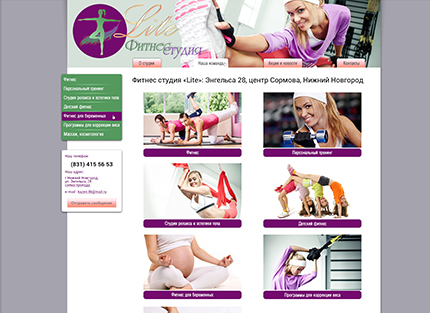 Lite
Фитнес
студия
О студии
Наша команда
Акции и новости
Контакты
Фитнес
Персональный тренинг
Студия релакса и эстетики тела
Детский фитнес
Фитнес для беременных
Программы для коррекции веса
Массаж, косметология
Наш телефон
(831) 415 56 53
Наш адрес
г.Нижний Новгород,
ул. Энгельса, 28
e-mail:
Отправить сообщение
Фитнес студия «Lite»: Энгельса 28, центр Сормова, Нижний Новгород
Фитнес
Персональный тренинг
Студия релакса и эстетики тела
Детский фитнес
Фитнес для беременных
Программы для коррекции веса